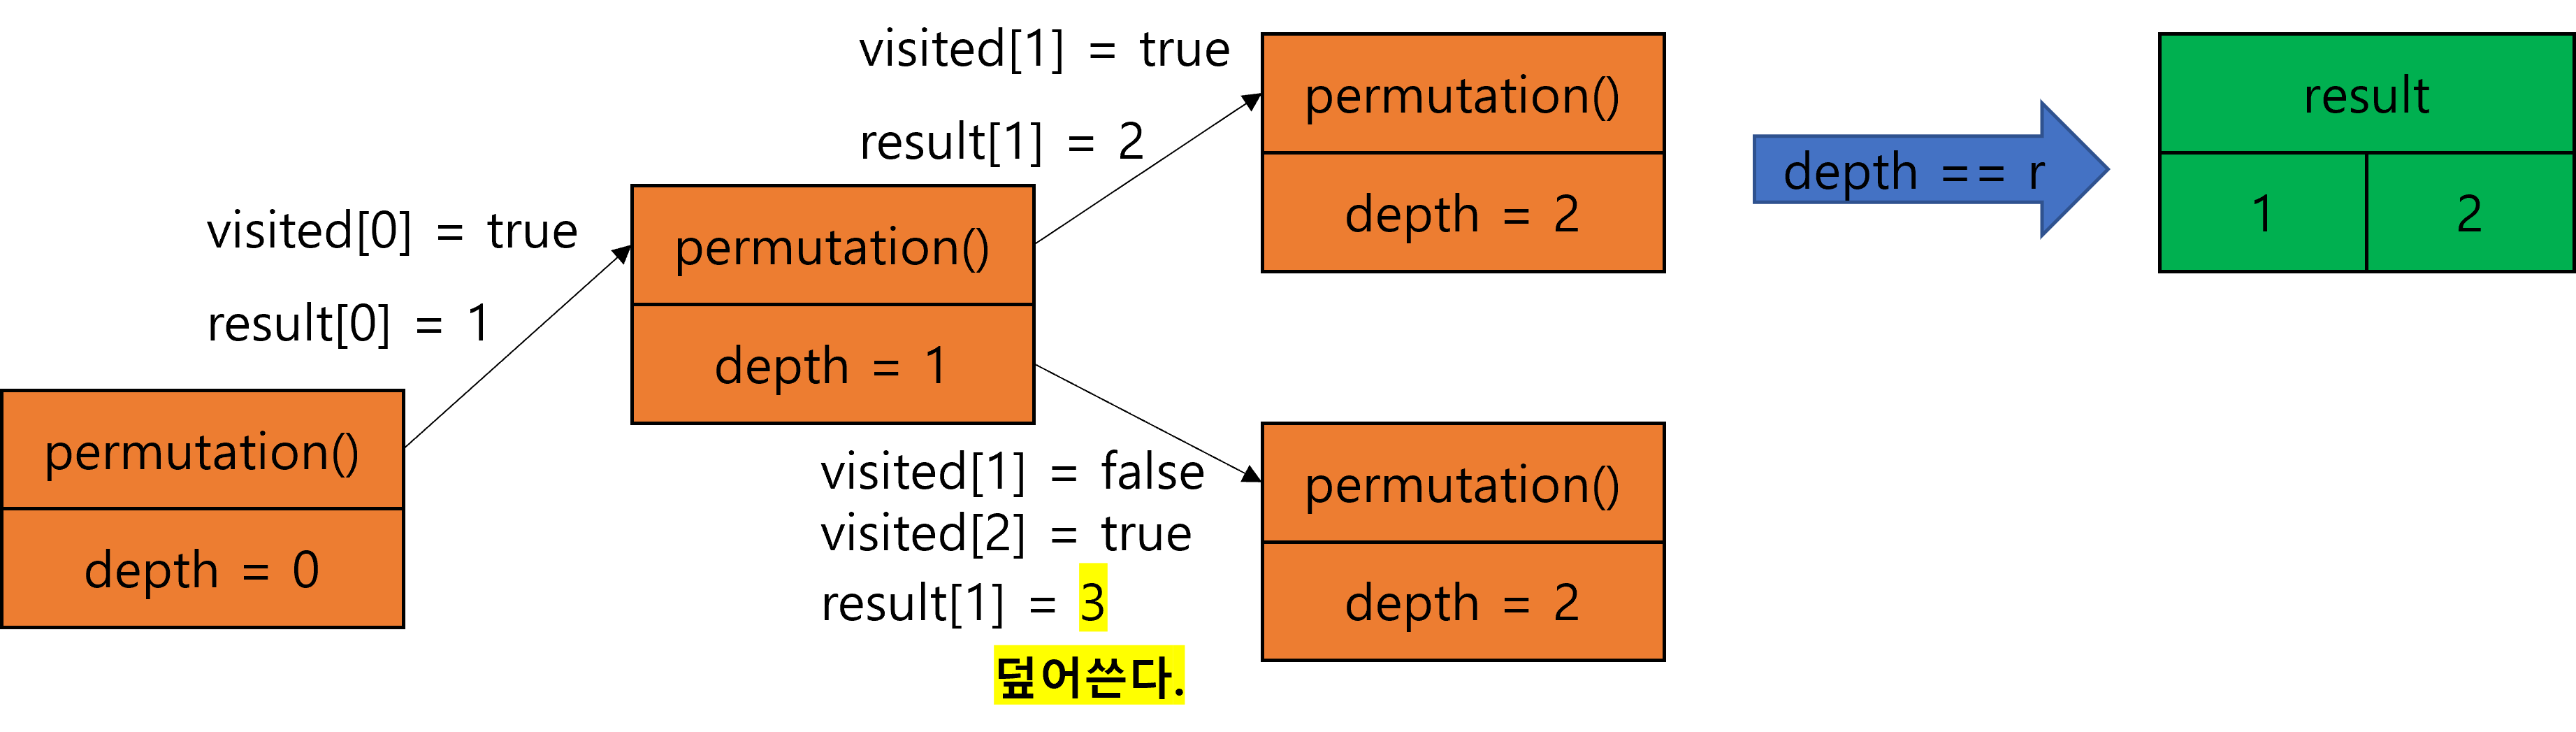 permutation()
depth = 0
visited[0] = true
result[0] = 1
permutation()
depth = 1
visited[1] = true
result[1] = 2
permutation()
depth = 2
depth == r
result
1 2
visited[1] = false
visited[2] = true
result[1] = 3
덮어쓴다.
permutation()
depth = 2